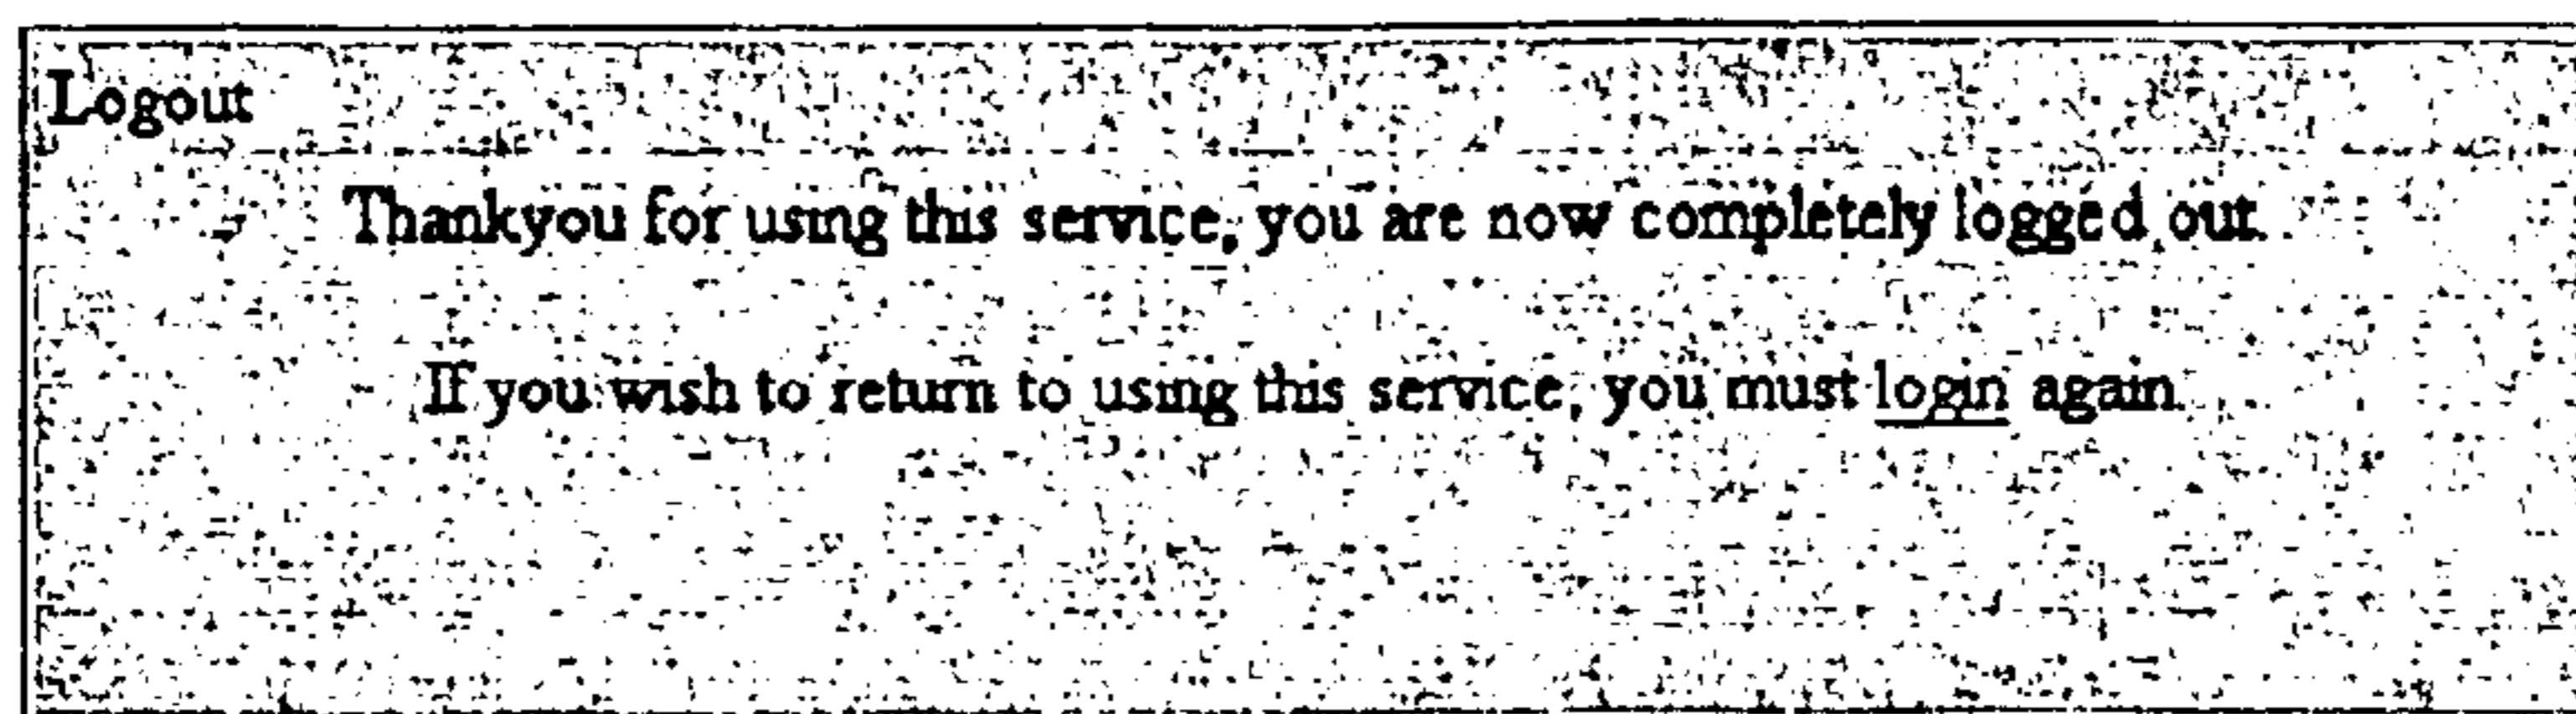 Logout
Thankyou for using this service, you are now completely logged out.
If you wish to return to using this service, you must login again.